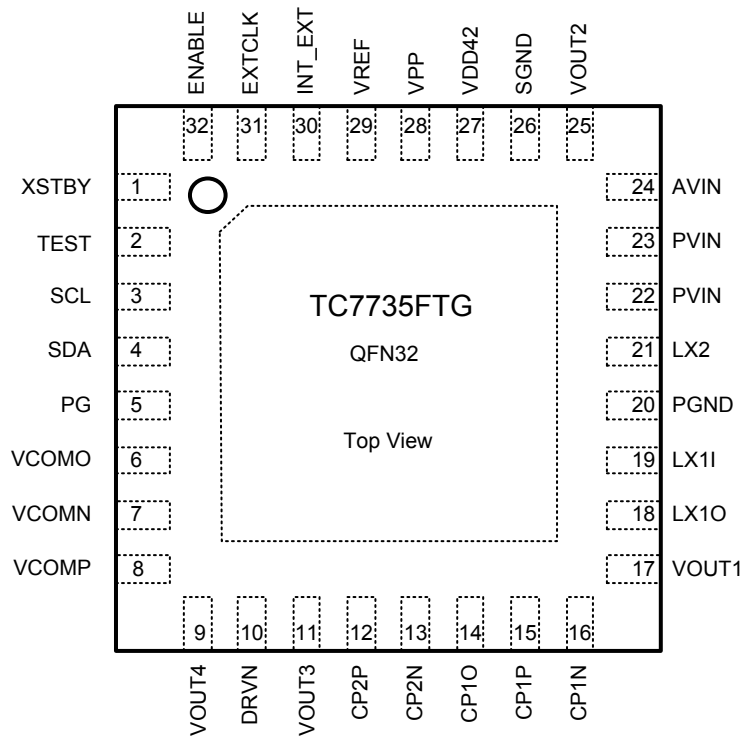 ENABLE
EXTCLK
INT_EXT
VREF
VPP
VDD42
SGND
VOUT2
32 31 30 29 28 27 26 25
XSTBY 1
TEST 2
SCL 3
SDA 4
PG 5
VCOMO 6
VCOMN 7
VCOMP 8
TC7735FTG
QFN32
Top View
24 AVIN
23 PVIN
22 PVIN
21 LX2
20 PGND
19 LX1I
18 LX1O
17 VOUT1
9 10 11 12 13 14 15 16
VOUT4
DRVN
VOUT3
CP2P
CP2N
CP1O
CP1P
CP1N